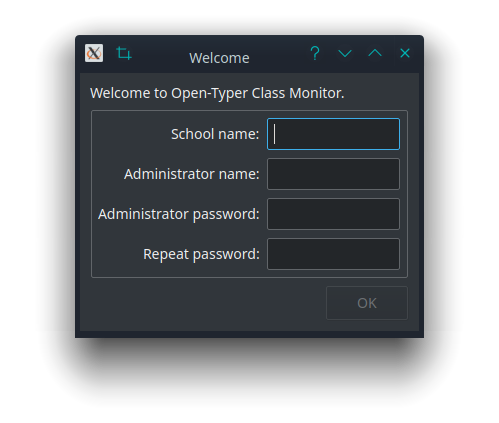 Welcome
Welcome to Open-Typer Class Monitor.
School name:
Administrator name:
Administrator password:
Repeat password:
OK